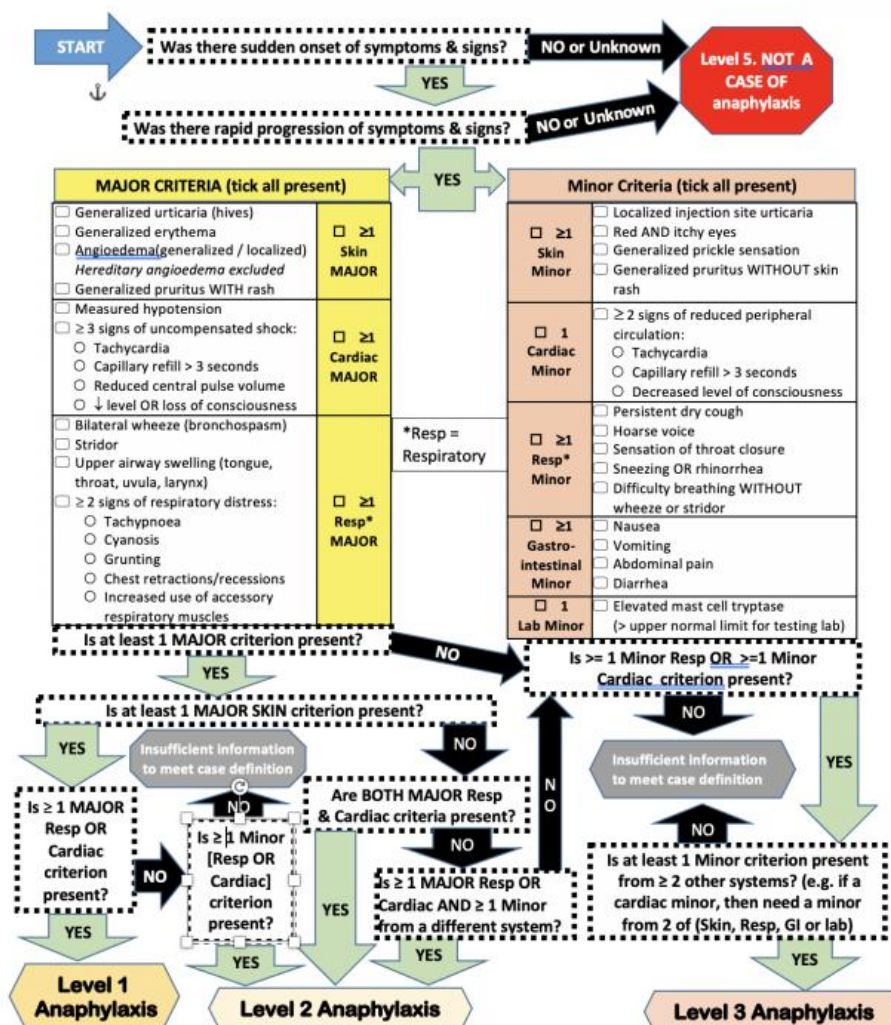 START
Was there sudden onset of symptoms & signs?
NO or Unknown
Level 5. NOT A
CASE OF
anaphylaxis
YES
Was there rapid progression of symptoms & signs?
NO or Unknown
YES
MAJOR CRITERIA (tick all present)
Generalized urticaria (hives)
Generalized erythema
Angioedema(generalized / localized)
Hereditary angioedema excluded
Generalized pruritus WITH rash
≥1
Skin
MAJOR
Measured hypotension
≥ 3 signs of uncompensated shock:
Tachycardia
Capillary refill > 3 seconds
Reduced central pulse volume
↓ level OR loss of consciousness
≥1
Cardiac
MAJOR
Bilateral wheeze (bronchospasm)
Stridor
Upper airway swelling (tongue,
throat, uvula, larynx)
≥ 2 signs of respiratory distress:
Tachypnoea
Cyanosis
Grunting
Chest retractions/recessions
Increased use of accessory
respiratory muscles
≥1
Resp*
MAJOR
*Resp =
Respiratory
Minor Criteria (tick all present)
≥1
Skin
Minor
Localized injection site urticaria
Red AND itchy eyes
Generalized prickle sensation
Generalized pruritus WITHOUT skin
rash
1
Cardiac
Minor
≥ 2 signs of reduced peripheral
circulation:
Tachycardia
Capillary refill > 3 seconds
Decreased level of consciousness
≥1
Resp*
Minor
Persistent dry cough
Hoarse voice
Sensation of throat closure
Sneezing OR rhinorrhea
Difficulty breathing WITHOUT
wheeze or stridor
≥1
Gastro-
intestinal
Minor
Nausea
Vomiting
Abdominal pain
Diarrhea
1
Lab Minor
Elevated mast cell tryptase
(> upper normal limit for testing lab)
Is at least 1 MAJOR criterion present?
NO
Is >= 1 Minor Resp OR >=1 Minor
Cardiac criterion present?
YES
Is at least 1 MAJOR SKIN criterion present?
YES
NO
NO
Insufficient information
to meet case definition
NO
Is ≥ 1 MAJOR
Resp OR
Cardiac
criterion
present?
NO
Is ≥ 1 Minor
[Resp OR
Cardiac]
criterion
present?
Are BOTH MAJOR Resp
& Cardiac criteria present?
NO
Is ≥ 1 MAJOR Resp OR
Cardiac AND ≥ 1 Minor
from a different system?
NO
Insufficient information
to meet case definition
YES
NO
Is at least 1 Minor criterion present
from ≥ 2 other systems? (e.g. if a
cardiac minor, then need a minor
from 2 of (Skin, Resp, GI or lab)
YES
YES
YES
YES
YES
Level 1
Anaphylaxis
Level 2 Anaphylaxis
Level 3 Anaphylaxis